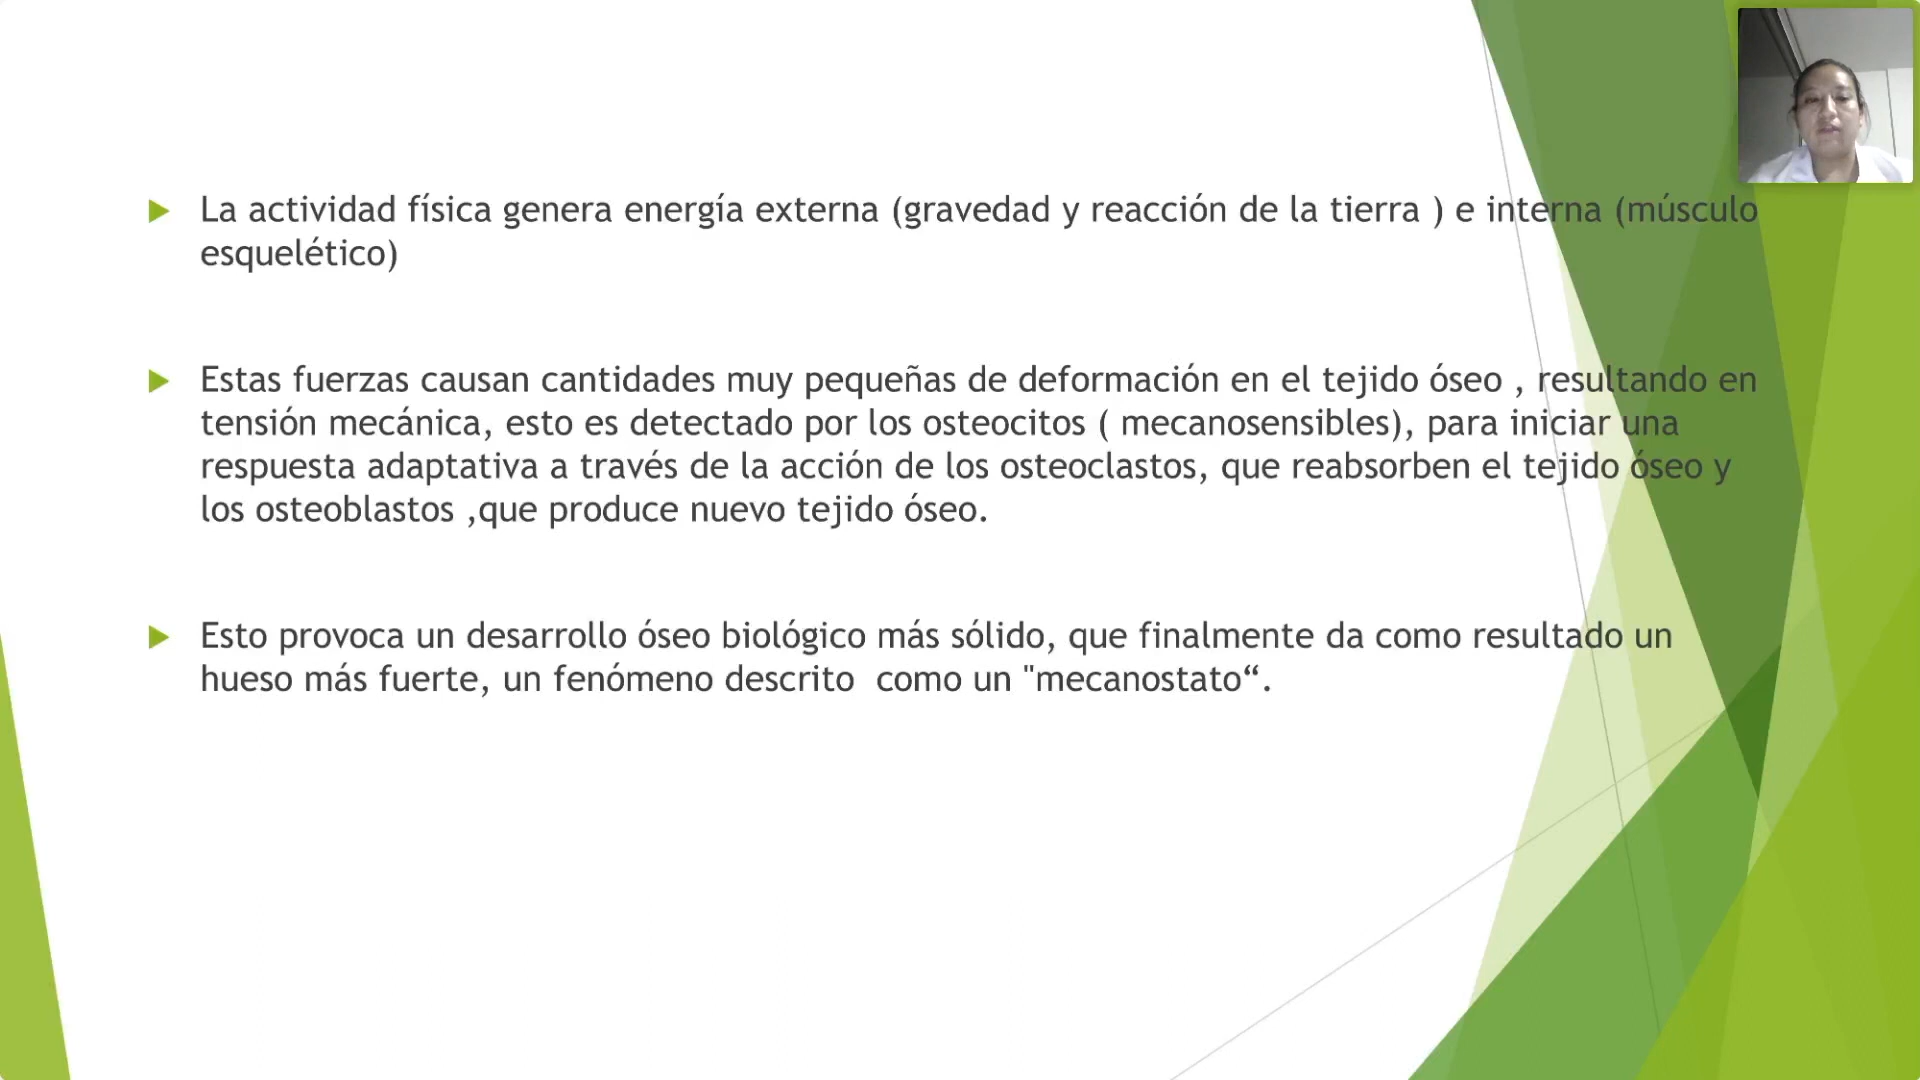 La actividad física genera energía externa (gravedad y reacción de la tierra ) e interna (músculo
esquelético)
Estas fuerzas causan cantidades muy pequeñas de deformación en el tejido óseo , resultando en
tensión mecánica, esto es detectado por los osteocitos ( mecanosensibles), para iniciar una
respuesta adaptativa a través de la acción de los osteoclastos, que reabsorben el tejido óseo y
los osteoblastos ,que produce nuevo tejido óseo.
Esto provoca un desarrollo óseo biológico más sólido, que finalmente da como resultado un
hueso más fuerte, un fenómeno descrito  como un "mecanostato“.